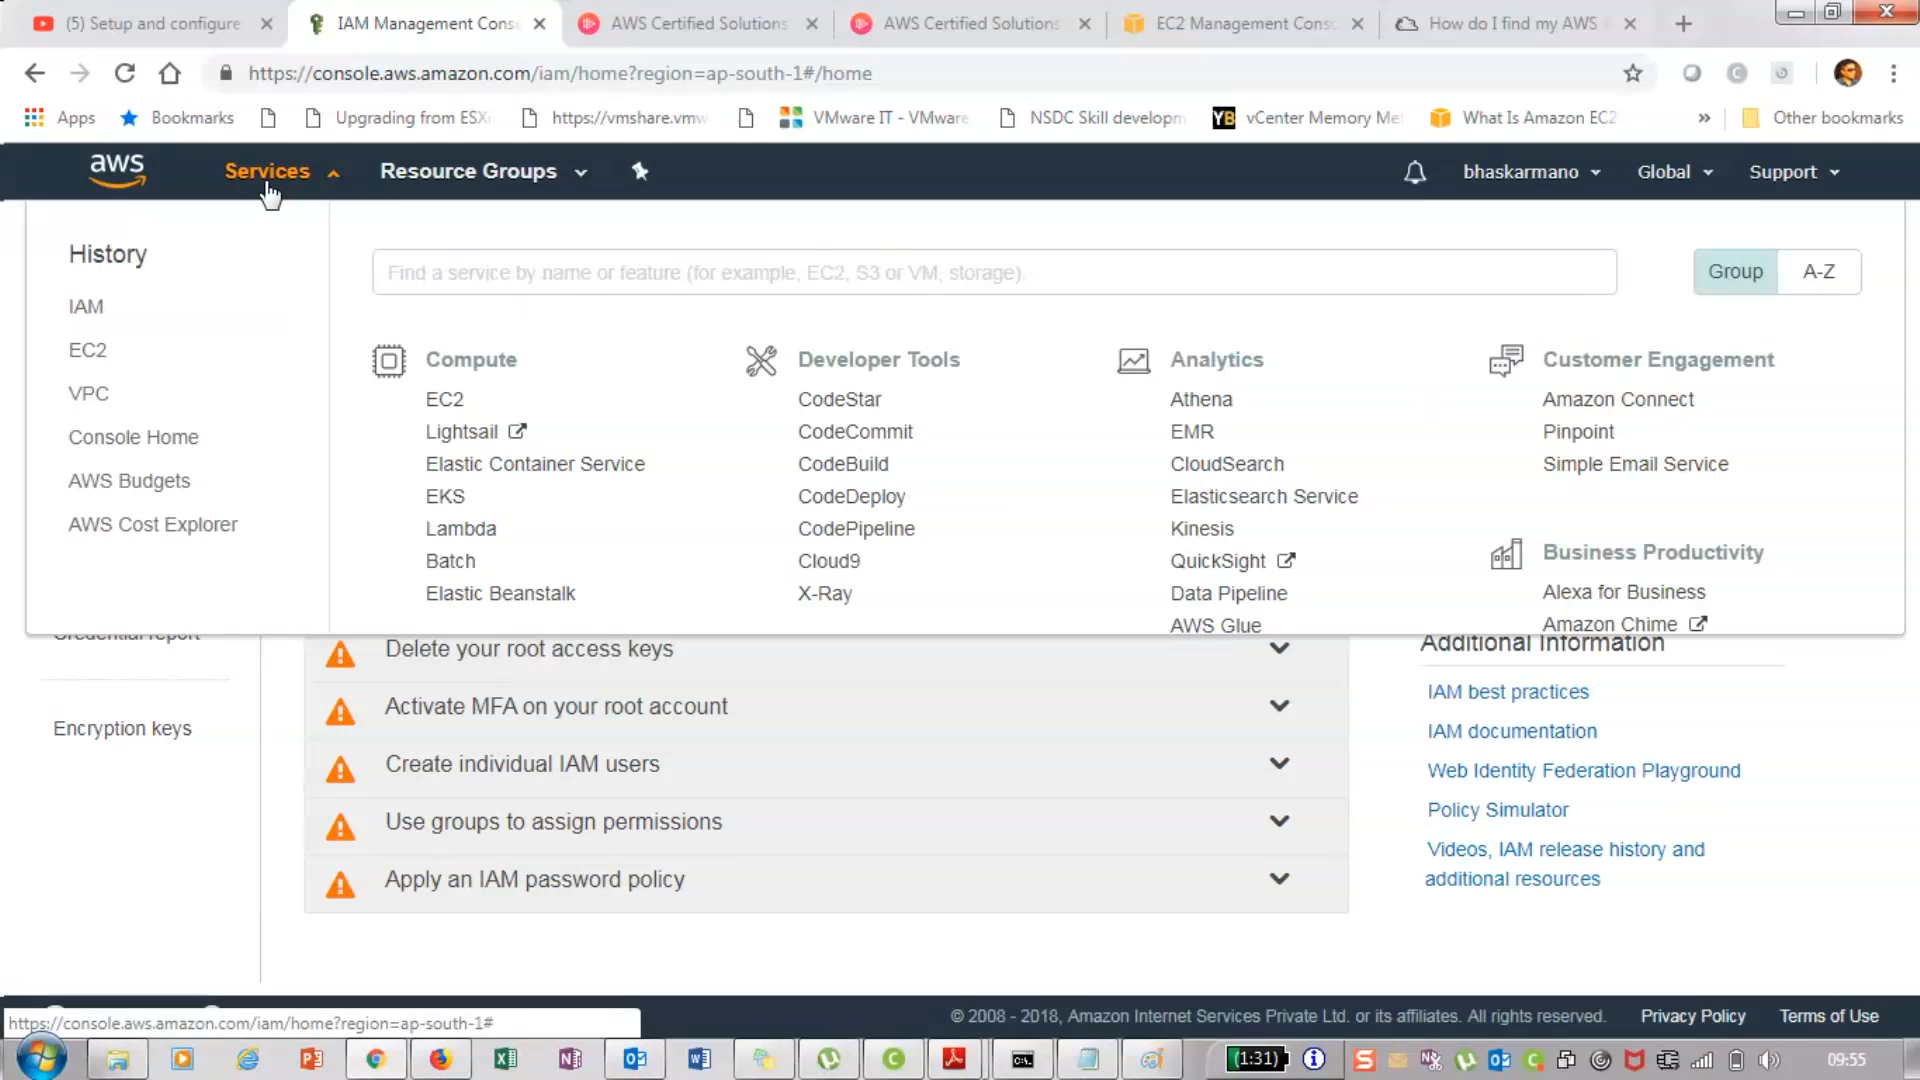 (5) Setup and configure
IAM Management Conse
AWS Certified Solutions
AWS Certified Solutions
EC2 Management Cons
How do I find my AWS
https://console.aws.amazon.com/iam/home?region=ap-south-1#/home
Apps
Bookmarks
Upgrading from ESX
https://vmshare.vmw
VMware IT - VMware
NSDC Skill developm
YB
vCenter Memory Me
What Is Amazon EC2
Other bookmarks
aws
Services
Resource Groups
bhaskarmano
Global
Support
History
IAM
EC2
VPC
Console Home
AWS Budgets
AWS Cost Explorer
Find a service by name or feature (for example, EC2, S3 or VM, storage).
Group
A-Z
Compute
EC2
Lightsail
Elastic Container Service
EKS
Lambda
Batch
Elastic Beanstalk
Developer Tools
CodeStar
CodeCommit
CodeBuild
CodeDeploy
CodePipeline
Cloud9
X-Ray
Analytics
Athena
EMR
CloudSearch
Elasticsearch Service
Kinesis
QuickSight
Data Pipeline
AWS Glue
Customer Engagement
Amazon Connect
Pinpoint
Simple Email Service
Business Productivity
Alexa for Business
Amazon Chime
Credential report
Encryption keys
Delete your root access keys
Activate MFA on your root account
Create individual IAM users
Use groups to assign permissions
Apply an IAM password policy
Additional Information
IAM best practices
IAM documentation
Web Identity Federation Playground
Policy Simulator
Videos, IAM release history and
additional resources
https://console.aws.amazon.com/iam/home?region=ap-south-1#
© 2008 - 2018, Amazon Internet Services Private Ltd. or its affiliates. All rights reserved.
Privacy Policy
Terms of Use
(1:31)
09:55